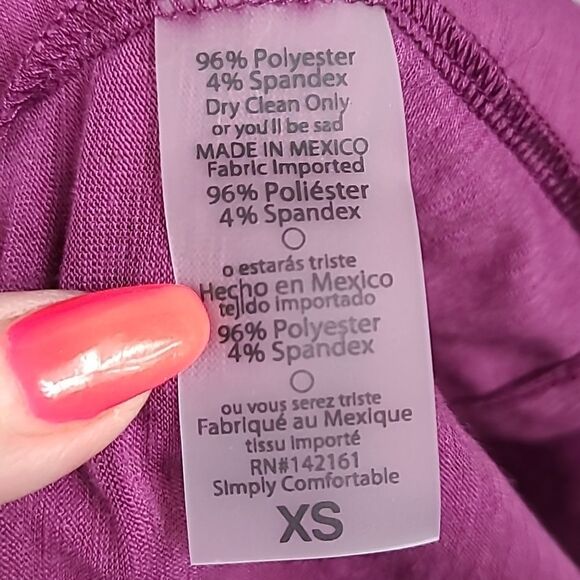 96% Polyester
4% Spandex
Dry Clean Only
or you'll be sad
MADE IN MEXICO
Fabric Imported
96% Poliéster
4% Spandex
o estarás triste
Hecho en Mexico
tejido importado
96% Polyester
4% Spandex
ou vous serez triste
Fabriqué au Mexique
tissu importé
RN#142161
Simply Comfortable
XS